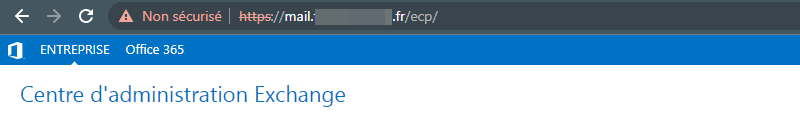 Non sécurisé https://mail. .fr/ecp/
ENTREPRISE Office 365
Centre d'administration Exchange